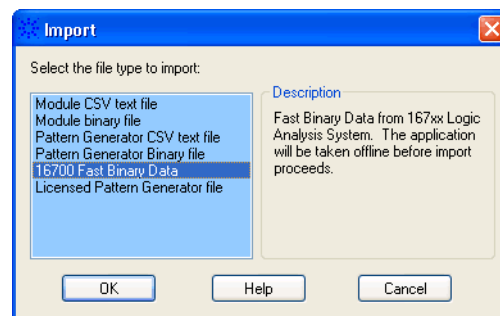 Import
Select the file type to import:
Module CSV text file
Module binary file
Pattern Generator CSV text file
Pattern Generator Binary file
16700 Fast Binary Data
Licensed Pattern Generator file
Description
Fast Binary Data from 167xx Logic
Analysis System. The application
will be taken offline before import
proceeds.
OK
Help
Cancel